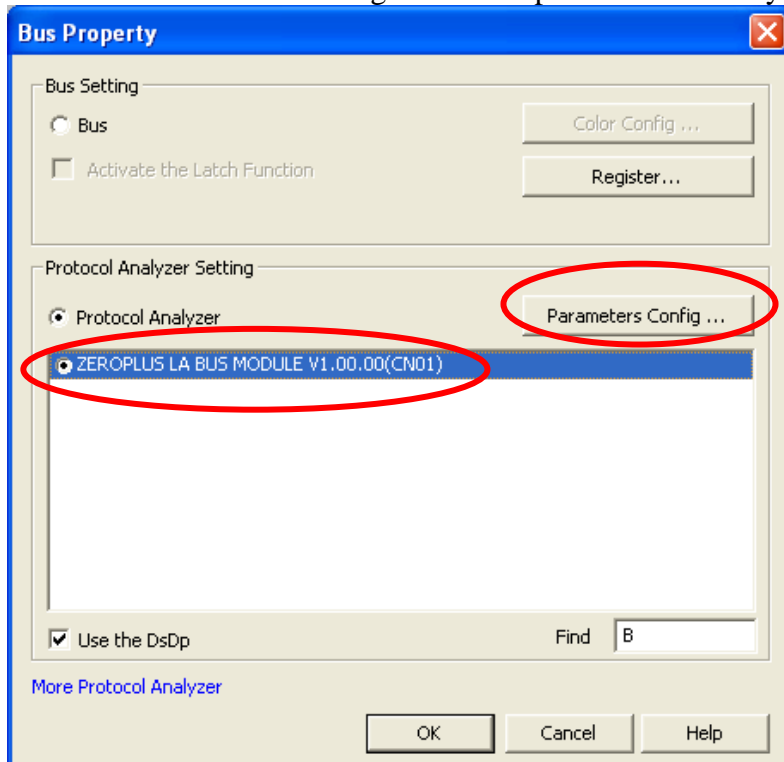 Bus Property
Bus Setting
Bus
Color Config ...
Activate the Latch Function
Register...
Protocol Analyzer Setting
Protocol Analyzer
Parameters Config ...
ZEROPLUS LA BUS MODULE V1.00.00(CN01)
Use the DsDp
Find B
More Protocol Analyzer
OK Cancel Help